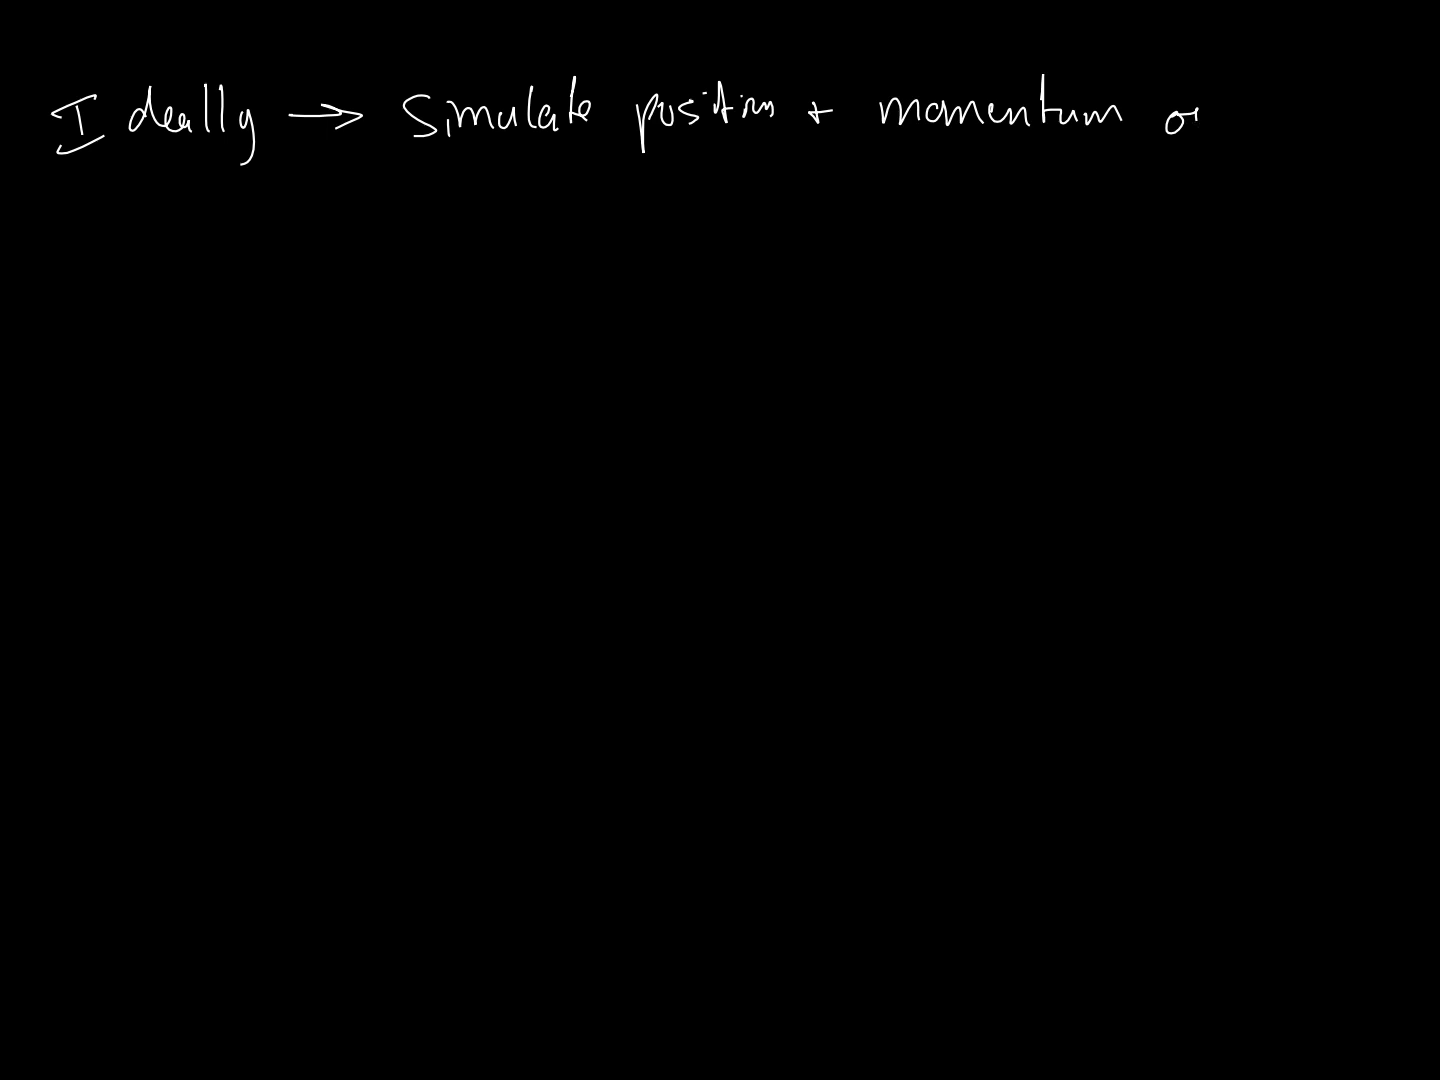 Ideally → Simulate position + momentum o